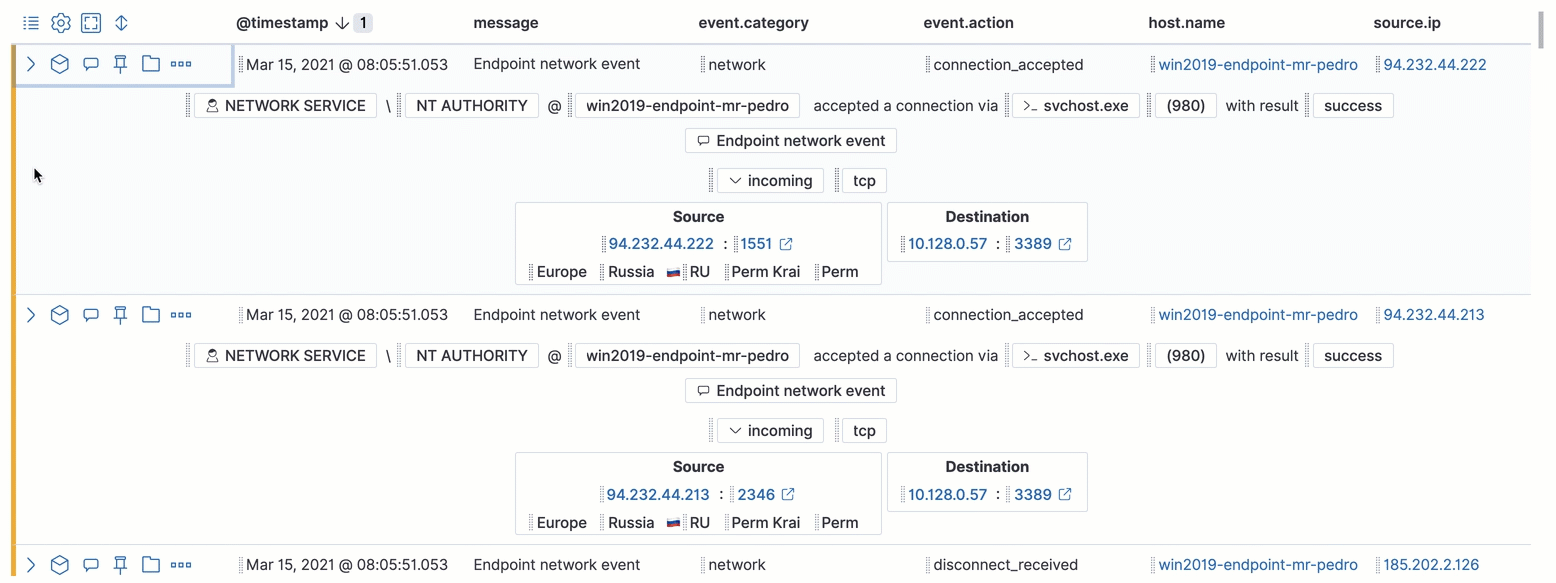 @timestamp 1 message event.category event.action host.name source.ip
Mar 15, 2021 @ 08:05:51.053 Endpoint network event network connection_accepted win2019-endpoint-mr-pedro 94.232.44.222
NETWORK SERVICE \ NT AUTHORITY @ win2019-endpoint-mr-pedro accepted a connection via >_ svchost.exe (980) with result success
Endpoint network event
incoming tcp
Source Destination
94.232.44.222 : 1551 10.128.0.57 : 3389
Europe Russia RU Perm Krai Perm
Mar 15, 2021 @ 08:05:51.053 Endpoint network event network connection_accepted win2019-endpoint-mr-pedro 94.232.44.213
NETWORK SERVICE \ NT AUTHORITY @ win2019-endpoint-mr-pedro accepted a connection via >_ svchost.exe (980) with result success
Endpoint network event
incoming tcp
Source Destination
94.232.44.213 : 2346 10.128.0.57 : 3389
Europe Russia RU Perm Krai Perm
Mar 15, 2021 @ 08:05:51.053 Endpoint network event network disconnect_received win2019-endpoint-mr-pedro 185.202.2.126